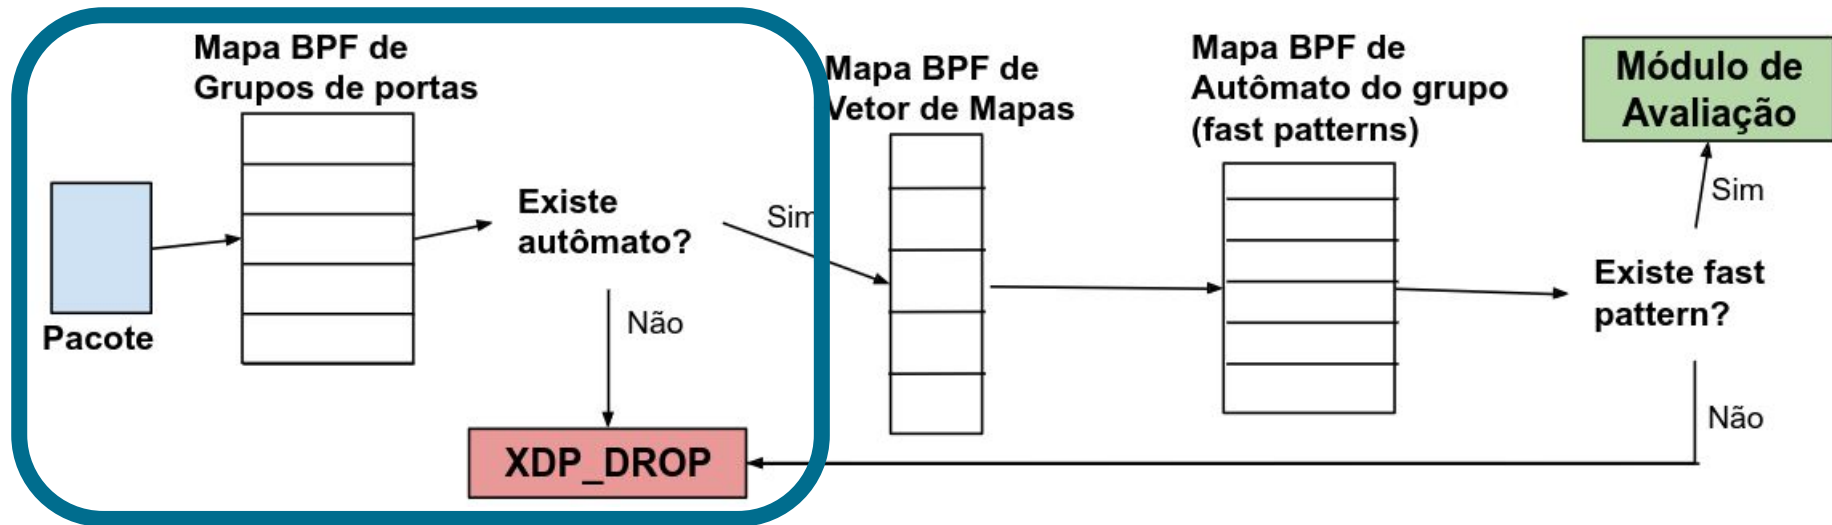 Mapa BPF de
Grupos de portas
Mapa BPF de
Vetor de Mapas
Mapa BPF de
Autômato do grupo
(fast patterns)
Módulo de
Avaliação
Pacote
Existe
autômato?
Sim
Não
XDP_DROP
Sim
Existe fast
pattern?
Não